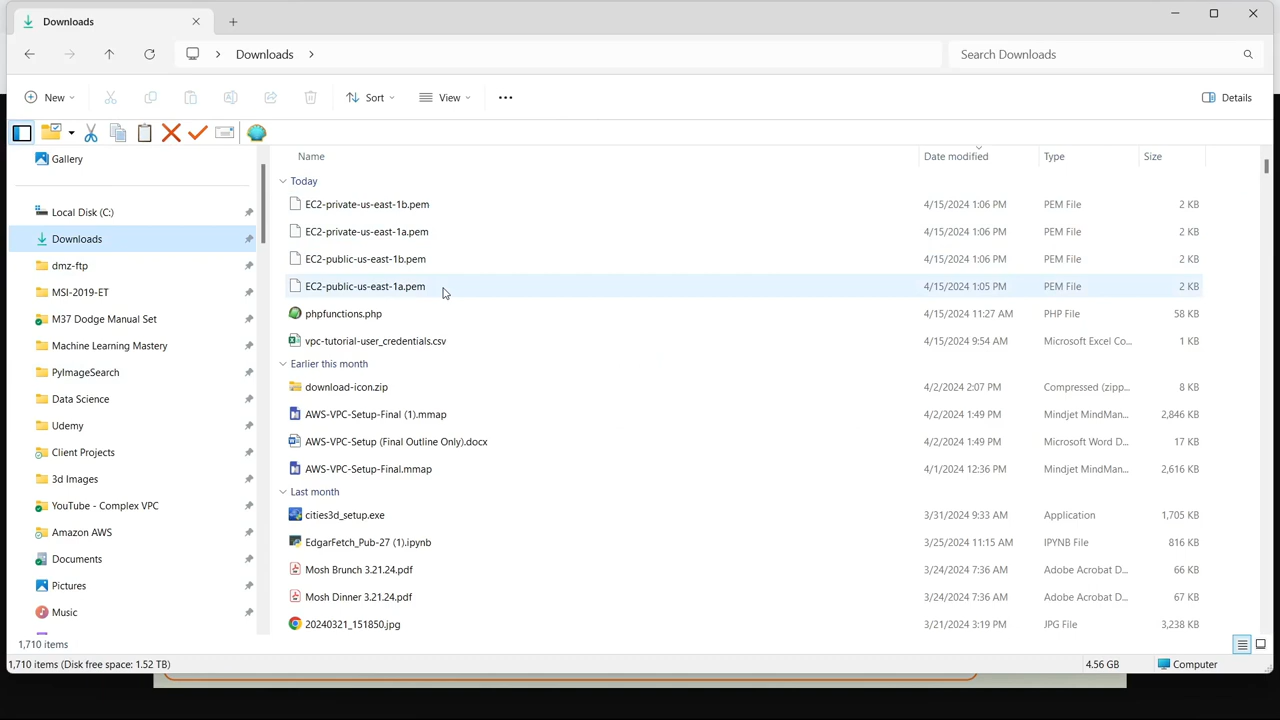 Downloads
Downloads
Search Downloads
New
Sort
View
Details
Gallery
Local Disk (C:)
Downloads
dmz-ftp
MSI-2019-ET
M37 Dodge Manual Set
Machine Learning Mastery
PyImageSearch
Data Science
Udemy
Client Projects
3d Images
YouTube - Complex VPC
Amazon AWS
Documents
Pictures
Music
Name Date modified Type Size
Today
EC2-private-us-east-1b.pem 4/15/2024 1:06 PM PEM File 2 KB
EC2-private-us-east-1a.pem 4/15/2024 1:06 PM PEM File 2 KB
EC2-public-us-east-1b.pem 4/15/2024 1:06 PM PEM File 2 KB
EC2-public-us-east-1a.pem 4/15/2024 1:05 PM PEM File 2 KB
phpfunctions.php 4/15/2024 11:27 AM PHP File 58 KB
vpc-tutorial-user_credentials.csv 4/15/2024 9:54 AM Microsoft Excel Co... 1 KB
Earlier this month
download-icon.zip 4/2/2024 2:07 PM Compressed (zipp... 8 KB
AWS-VPC-Setup-Final (1).mmap 4/2/2024 1:49 PM Mindjet MindMan... 2,846 KB
AWS-VPC-Setup (Final Outline Only).docx 4/2/2024 1:49 PM Microsoft Word D... 17 KB
AWS-VPC-Setup-Final.mmap 4/1/2024 12:36 PM Mindjet MindMan... 2,616 KB
Last month
cities3d_setup.exe 3/31/2024 9:33 AM Application 1,705 KB
EdgarFetch_Pub-27 (1).ipynb 3/25/2024 11:15 AM IPYNB File 816 KB
Mosh Brunch 3.21.24.pdf 3/24/2024 7:36 AM Adobe Acrobat D... 66 KB
Mosh Dinner 3.21.24.pdf 3/24/2024 7:36 AM Adobe Acrobat D... 67 KB
20240321_151850.jpg 3/21/2024 3:19 PM JPG File 3,238 KB
1,710 items
1,710 items (Disk free space: 1.52 TB) 4.56 GB Computer